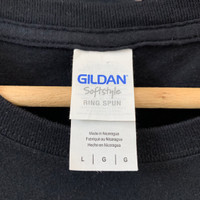 GILDAN
Softstyle
RING SPUN
Made in Nicaragua
Fabriqué au Nicaragua
Hecho en Nicaragua
L G G